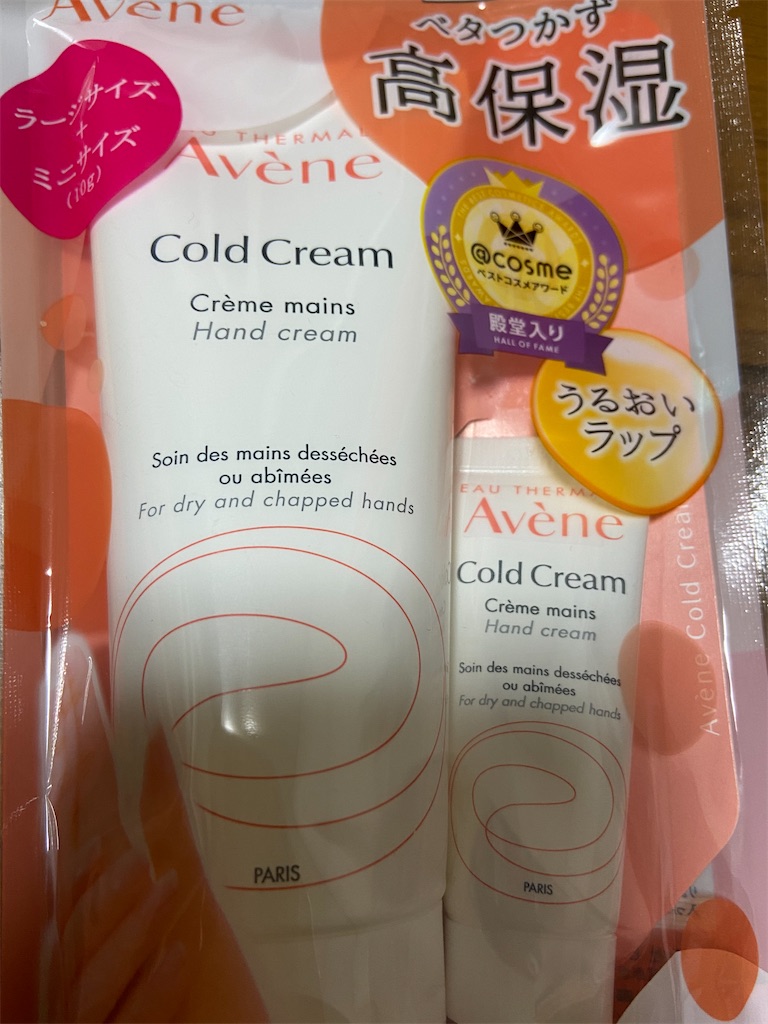 Avène
ベタつかず
高保湿
ラージサイズ
+
ミニサイズ
(10g)
EAU THERMAL
Avène
Cold Cream
Crème mains
Hand cream
Soin des mains desséchées
ou abîmées
For dry and chapped hands
PARIS
@cosme
ベストコスメアワード
殿堂入り
HALL OF FAME
うるおい
ラップ
EAU THERMA
Avène
Cold Cream
Crème mains
Hand cream
Soin des mains desséchées
ou abîmées
For dry and chapped hands
PARIS
Avène Cold Crea